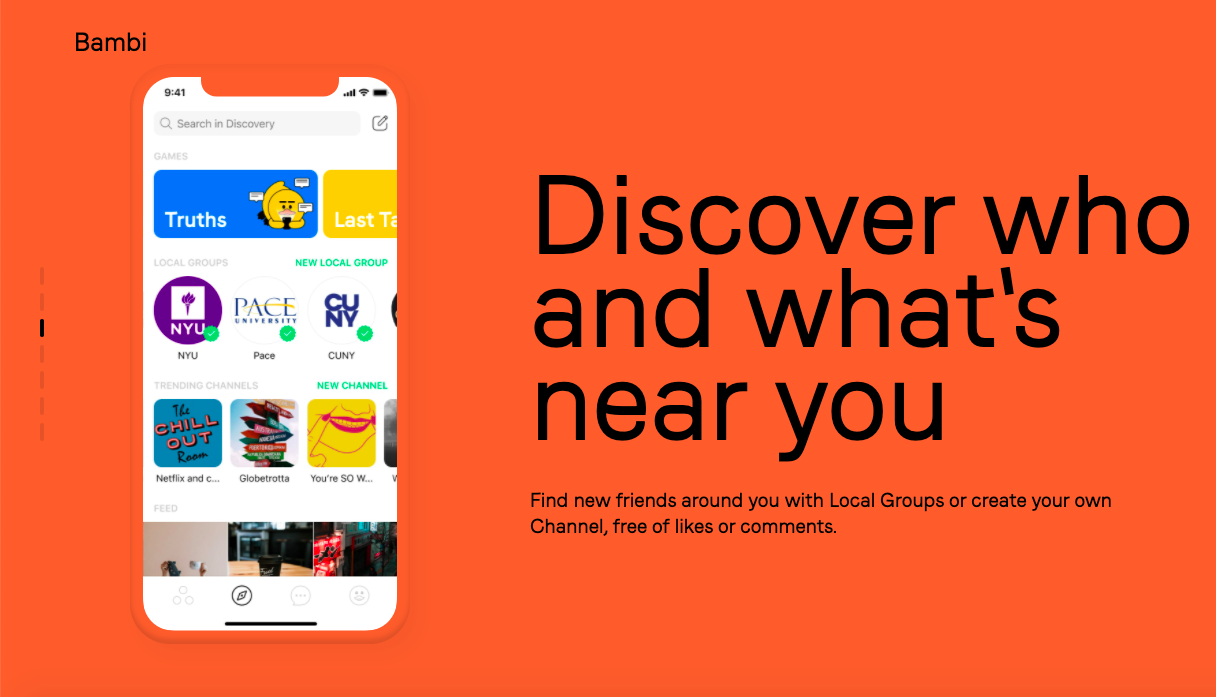 Bambi
9:41
Search in Discovery
GAMES
Truths
Last Ta
LOCAL GROUPS
NEW LOCAL GROUP
NYU
PACE
UNIVERSITY
CU
NY
NYU
Pace
CUNY
TRENDING CHANNELS
NEW CHANNEL
The
CHILL
OUT
Room
Netflix and c...
Globetrotta
You're SO W...
FEED
Discover who
and what's
near you
Find new friends around you with Local Groups or create your own
Channel, free of likes or comments.